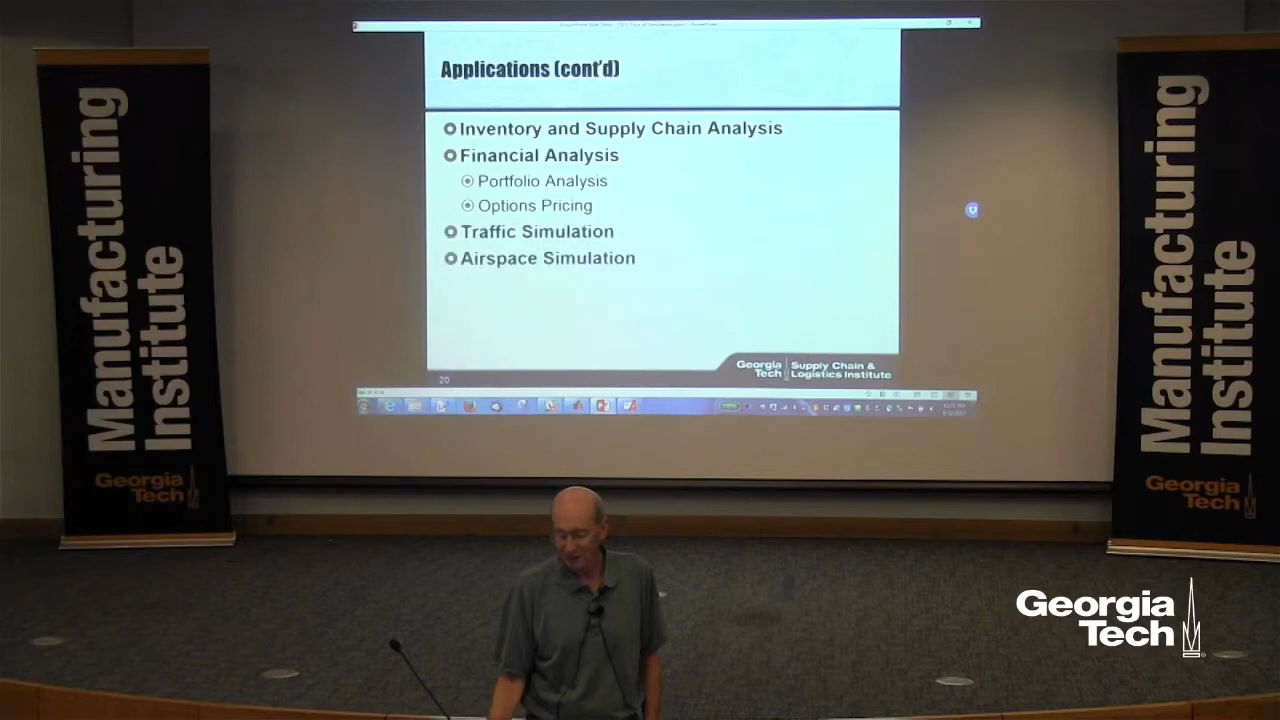 Applications (cont'd)
Inventory and Supply Chain Analysis
Financial Analysis
Portfolio Analysis
Options Pricing
Traffic Simulation
Airspace Simulation
20
Georgia Tech
Supply Chain &
Logistics Institute
Manufacturing
Institute
Georgia
Tech
Manufacturing
Institute
Georgia
Tech
Georgia
Tech